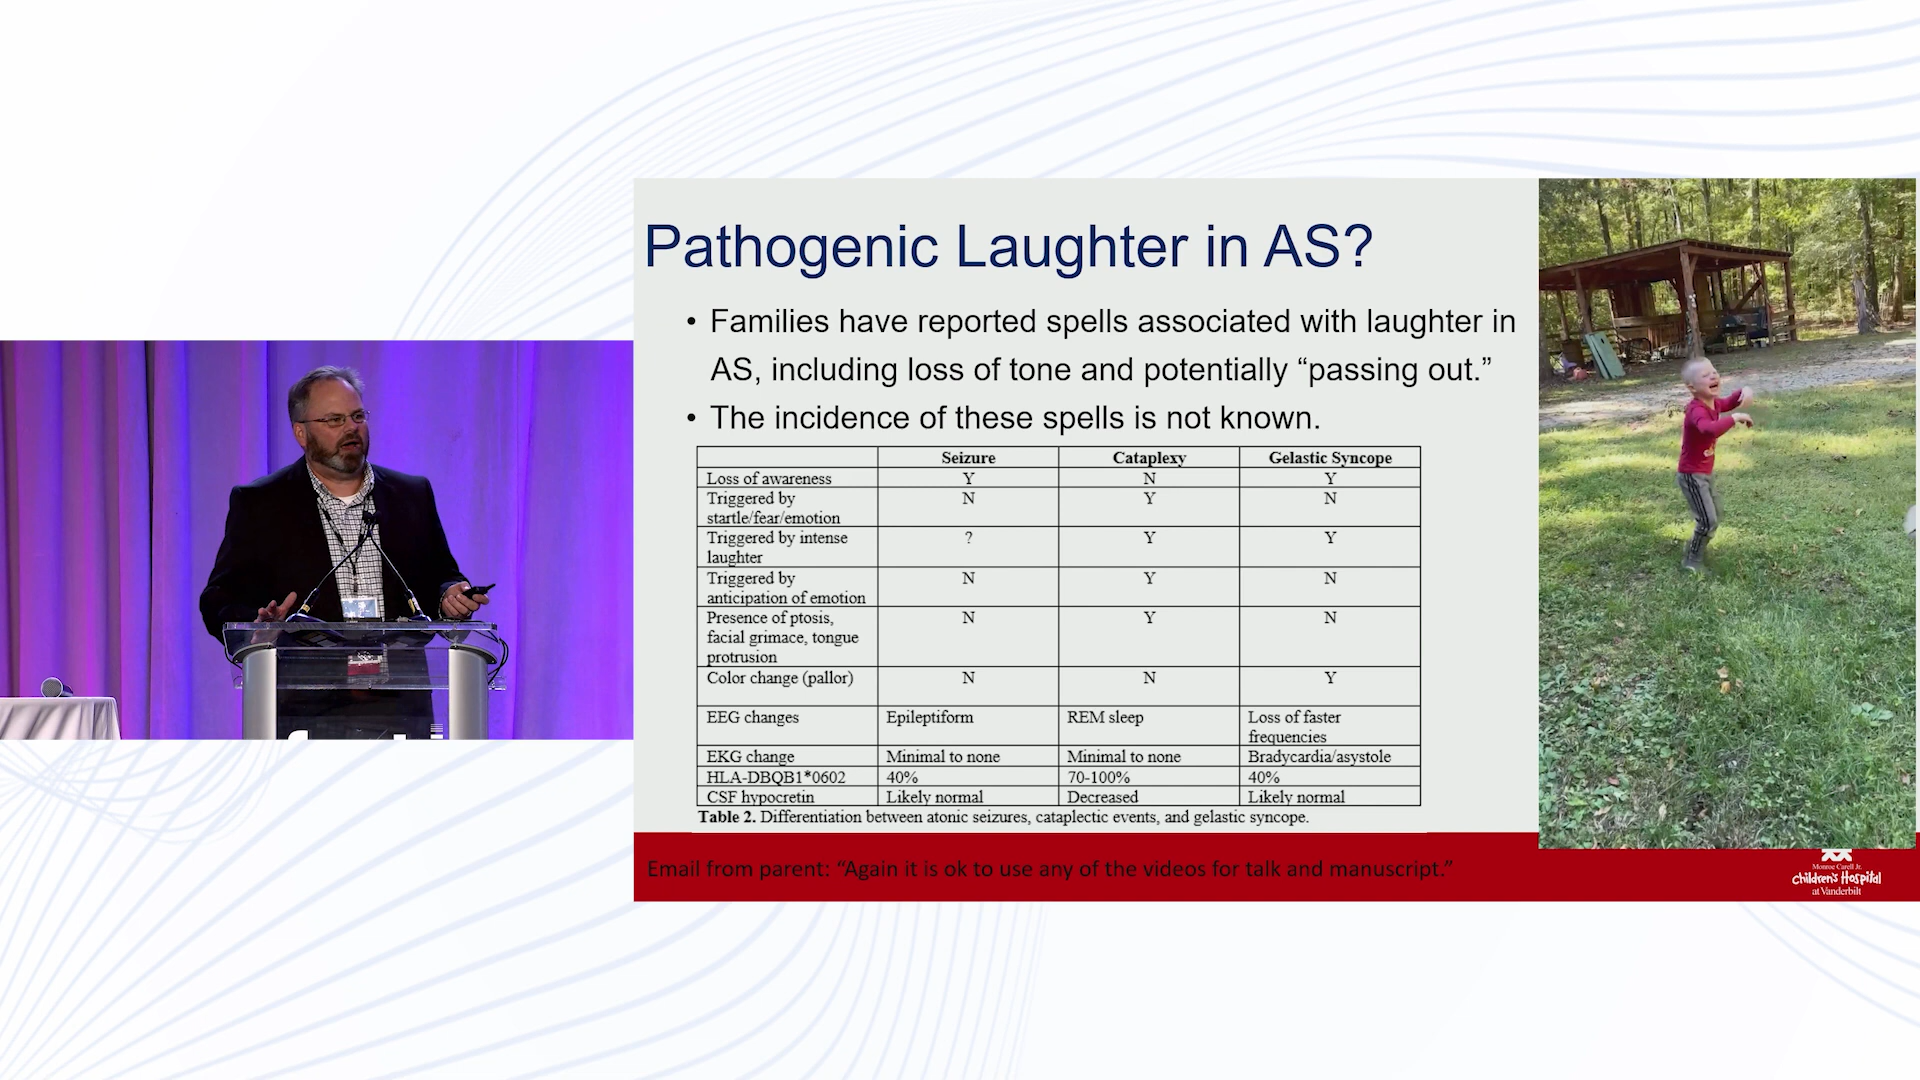 Pathogenic Laughter in AS?
• Families have reported spells associated with laughter in
AS, including loss of tone and potentially “passing out.”
• The incidence of these spells is not known.
Seizure Cataplexy Gelastic Syncope
Loss of awareness Y N Y
Triggered by
startle/fear/emotion N Y N
Triggered by intense
laughter ? Y Y
Triggered by
anticipation of emotion N Y N
Presence of ptosis,
facial grimace, tongue
protrusion N Y N
Color change (pallor) N N Y
EEG changes Epileptiform REM sleep Loss of faster
frequencies
EKG change Minimal to none Minimal to none Bradycardia/asystole
HLA-DBQB1*0602 40% 70-100% 40%
CSF hypocretin Likely normal Decreased Likely normal
Table 2. Differentiation between atonic seizures, cataplectic events, and gelastic syncope.
Email from parent: “Again it is ok to use any of the videos for talk and manuscript.”
Monroe Carell Jr.
Children's Hospital
at Vanderbilt